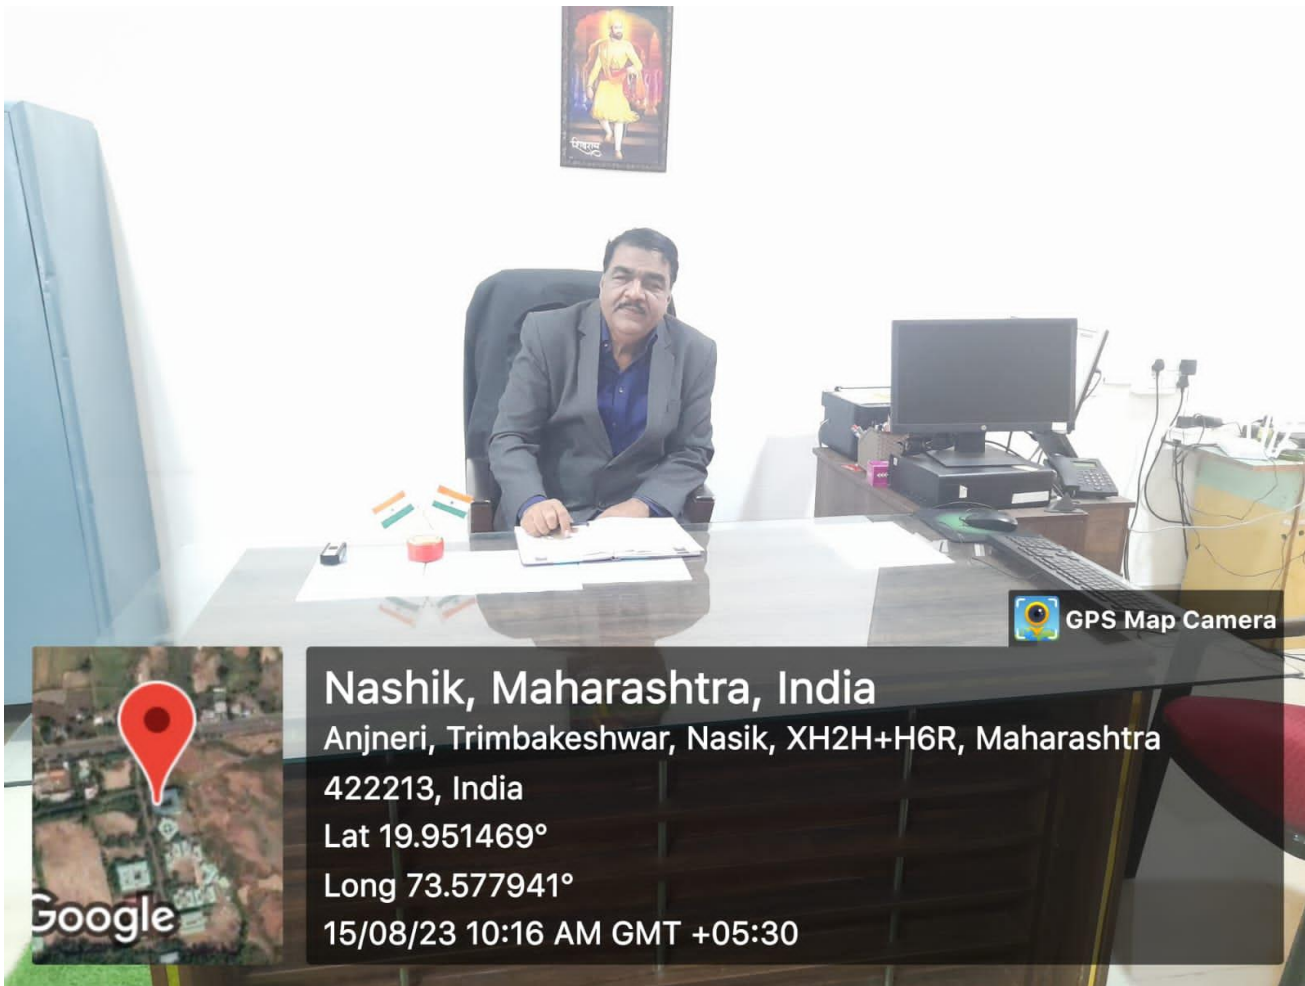 शिवराय
GPS Map Camera
Nashik, Maharashtra, India
Anjneri, Trimbakeshwar, Nasik, XH2H+H6R, Maharashtra
422213, India
Lat 19.951469°
Long 73.577941°
15/08/23 10:16 AM GMT +05:30
Google